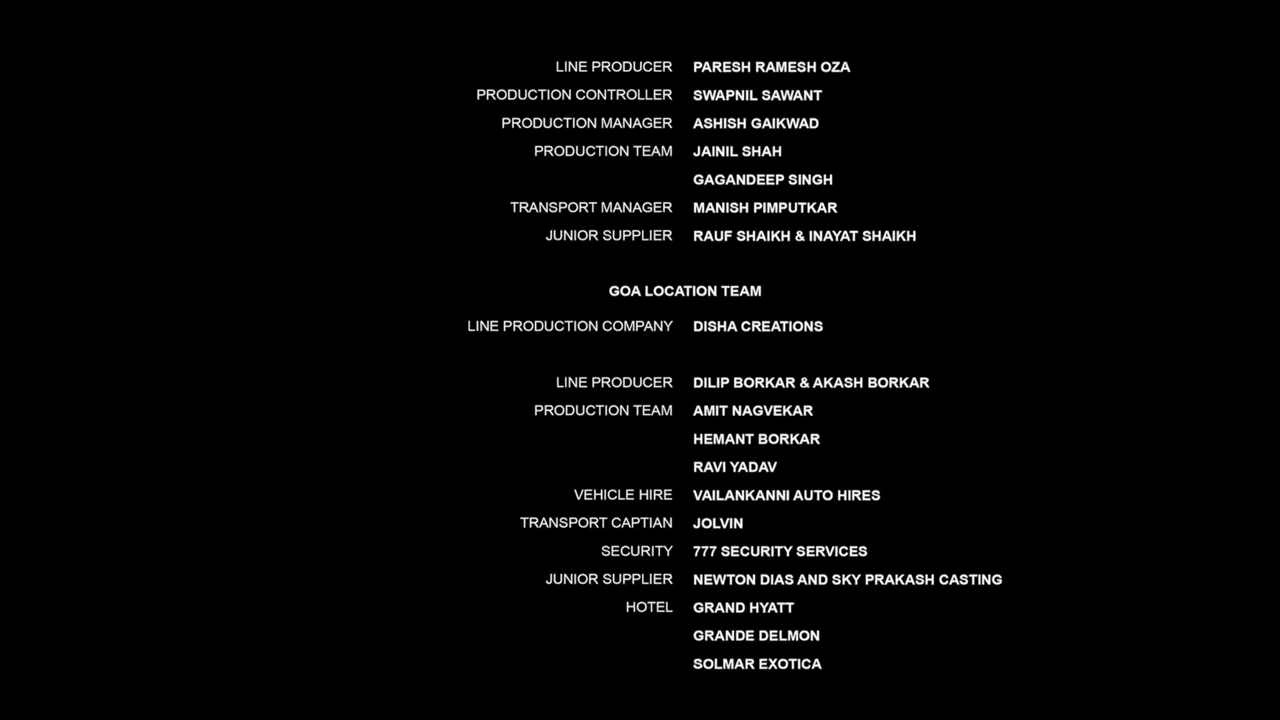 LINE PRODUCER PARESH RAMESH OZA
PRODUCTION CONTROLLER SWAPNIL SAWANT
PRODUCTION MANAGER ASHISH GAIKWAD
PRODUCTION TEAM JAINIL SHAH
GAGANDEEP SINGH
TRANSPORT MANAGER MANISH PIMPUTKAR
JUNIOR SUPPLIER RAUF SHAIKH & INAYAT SHAIKH
GOA LOCATION TEAM
LINE PRODUCTION COMPANY DISHA CREATIONS
LINE PRODUCER DILIP BORKAR & AKASH BORKAR
PRODUCTION TEAM AMIT NAGVEKAR
HEMANT BORKAR
RAVI YADAV
VEHICLE HIRE VAILANKANNI AUTO HIRES
TRANSPORT CAPTIAN JOLVIN
SECURITY 777 SECURITY SERVICES
JUNIOR SUPPLIER NEWTON DIAS AND SKY PRAKASH CASTING
HOTEL GRAND HYATT
GRANDE DELMON
SOLMAR EXOTICA